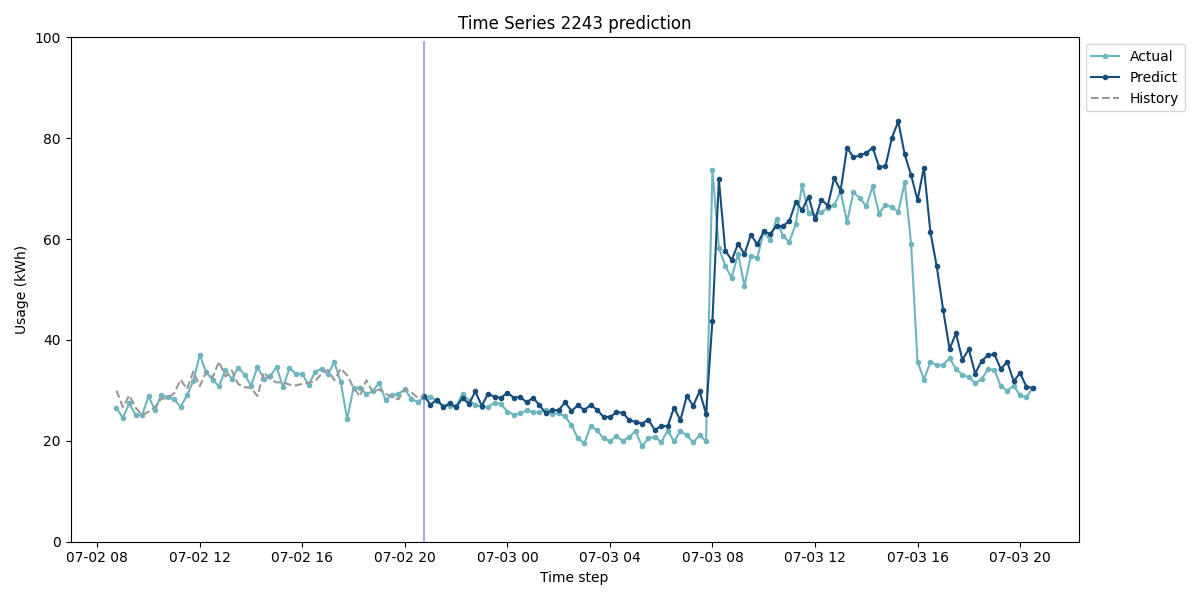 Time Series 2243 prediction
100
80
60
40
20
0
Usage (kWh)
07-02 08
07-02 12
07-02 16
07-02 20
07-03 00
07-03 04
07-03 08
07-03 12
07-03 16
07-03 20
Time step
Actual
Predict
History